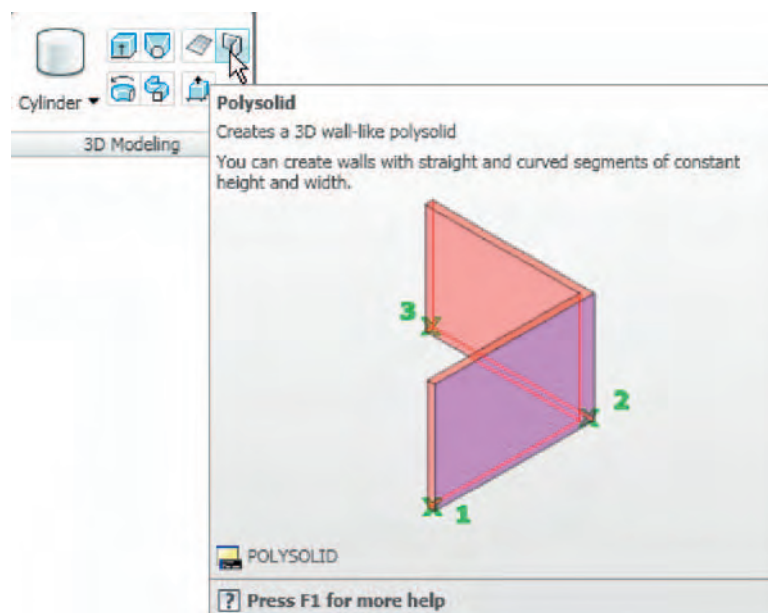 Cylinder
3D Modeling
Polysolid
Creates a 3D wall-like polysolid
You can create walls with straight and curved segments of constant
height and width.
3
2
1
POLYSOLID
? Press F1 for more help